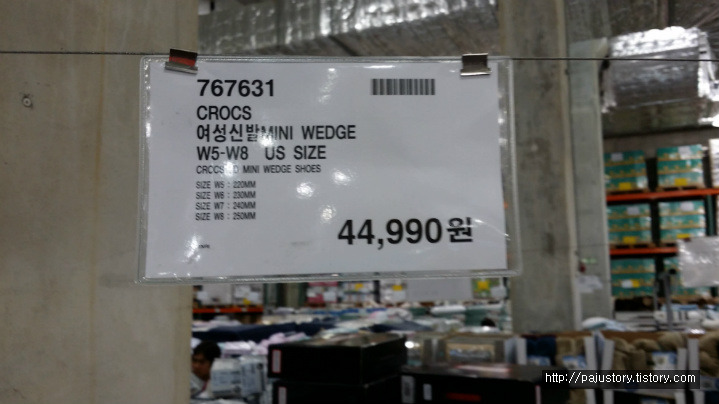 767631
CROCS
여성신발MINI WEDGE
W5-W8 US SIZE
MINI WEDGE SHOES
SIZE W5 : 220MM
SIZE W6 : 230MM
SIZE W7 : 240MM
SIZE W8 : 250MM
44,990원
http://pajustory.tistory.com